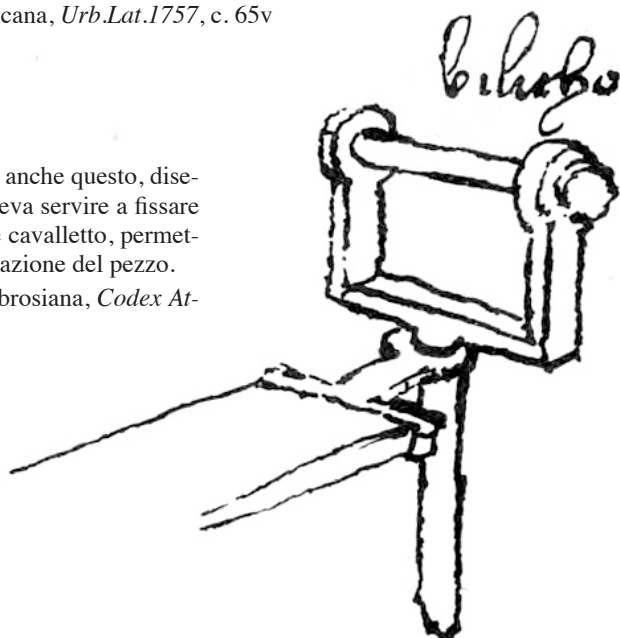 cana, Urb.Lat.1757, c. 65v
anche questo, dise-
eva servire a fissare
e cavalletto, permet-
azione del pezzo.
brosiana, Codex At-